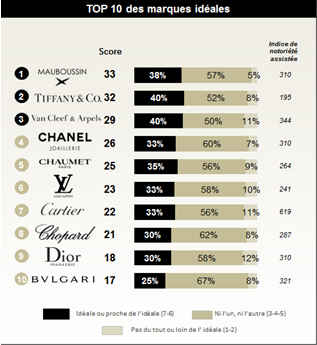 TOP 10 des marques idéales
Score
Indice de notoriété assistée
1 MAUBOUSSIN 33 38% 57% 5% 310
2 TIFFANY & CO. 32 40% 52% 8% 195
3 Van Cleef & Arpels 29 40% 50% 11% 344
4 CHANEL JOAILLERIE 26 33% 60% 7% 310
5 CHAUMET PARIS 25 35% 56% 9% 264
6 LV LOUIS VUITTON 23 33% 58% 10% 241
7 Cartier 22 33% 56% 11% 619
8 Chopard 21 30% 62% 8% 287
9 Dior JOAILLERIE 18 30% 58% 12% 310
10 BVLGARI 17 25% 67% 8% 321
Idéale ou proche de l'idéale (7-6)
Ni l'un, ni l'autre (3-4-5)
Pas du tout ou loin de l' idéale (1-2)